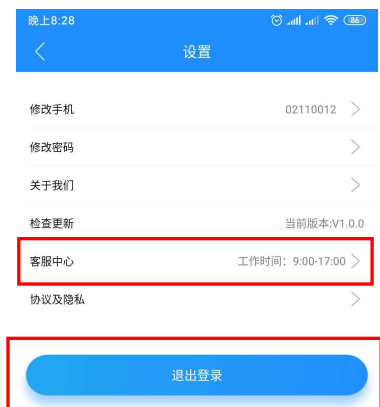 晚上8:28 86
设置
修改手机 02110012
修改密码
关于我们
检查更新 当前版本:V1.0.0
客服中心 工作时间：9:00-17:00
协议及隐私
退出登录